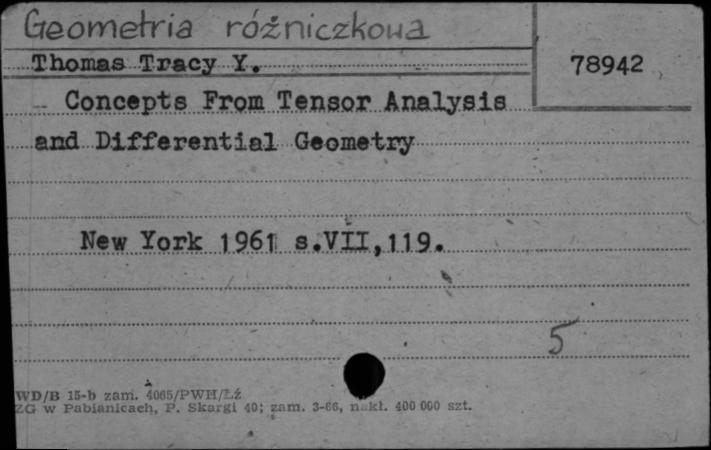 Geometria różniczkowa
Thomas Tracy Y.
78942
- Concepts From Tensor Analysis
and Differential Geometry
New York 1961 s.VII,119.
5
WD/B 15-b zam. 4065/PWH/Łź
ZG w Pabianicach, P. Skargi 40; zam. 3-66, nakł. 400 000 szt.